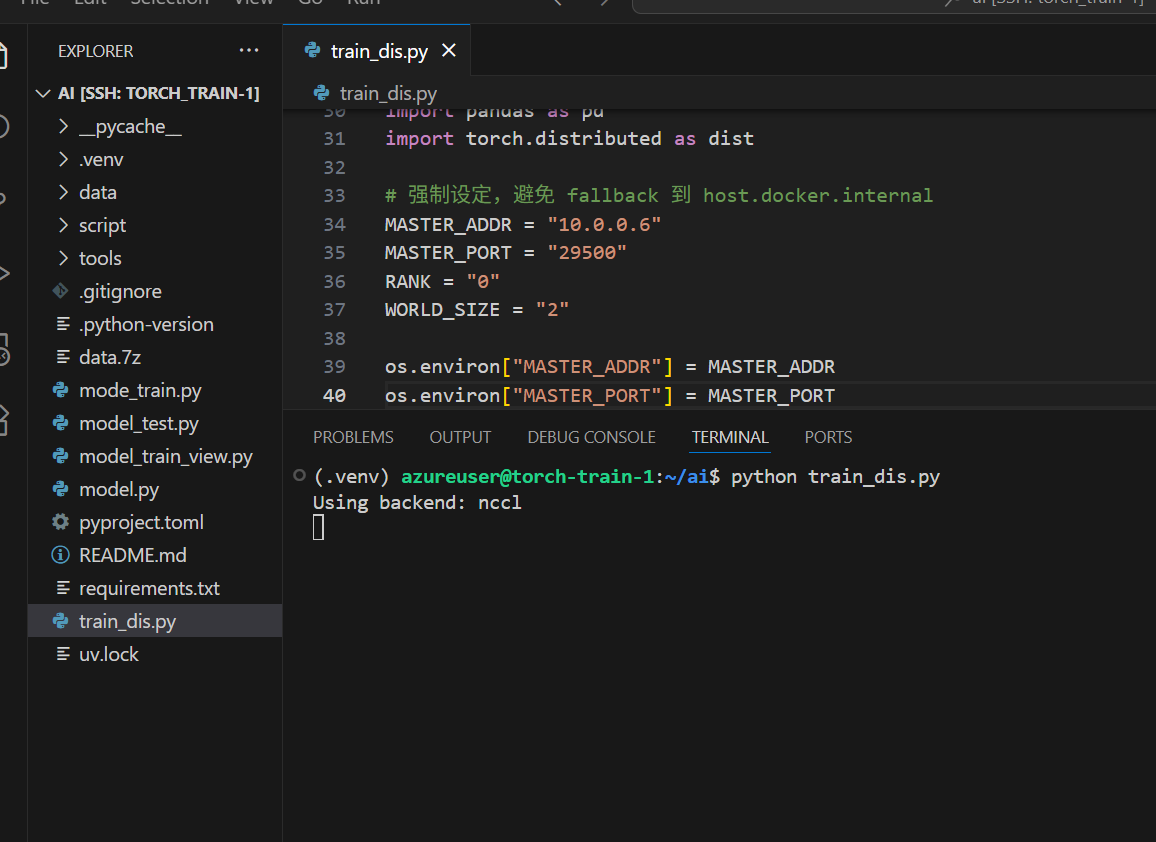 File Edit Selection View Go Run
ai [SSH: torch_train-1]
EXPLORER
AI [SSH: TORCH_TRAIN-1]
__pycache__
.venv
data
script
tools
.gitignore
.python-version
data.7z
mode_train.py
model_test.py
model_train_view.py
model.py
pyproject.toml
README.md
requirements.txt
train_dis.py
uv.lock
train_dis.py
train_dis.py
30 import pandas as pd
31 import torch.distributed as dist
32
33 # 强制设定，避免 fallback 到 host.docker.internal
34 MASTER_ADDR = "10.0.0.6"
35 MASTER_PORT = "29500"
36 RANK = "0"
37 WORLD_SIZE = "2"
38
39 os.environ["MASTER_ADDR"] = MASTER_ADDR
40 os.environ["MASTER_PORT"] = MASTER_PORT
PROBLEMS OUTPUT DEBUG CONSOLE TERMINAL PORTS
(.venv) azureuser@torch-train-1:~/ai$ python train_dis.py
Using backend: nccl